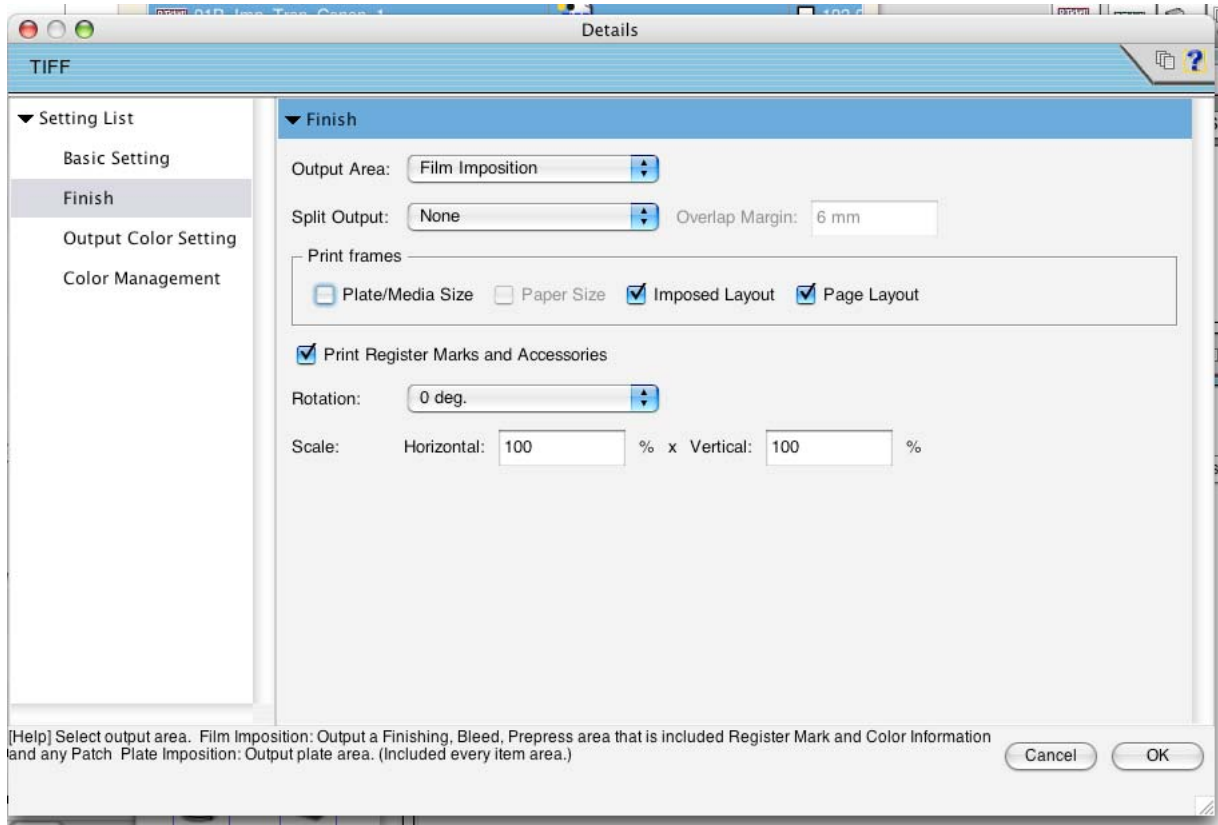 Details
TIFF
Setting List
Basic Setting
Finish
Output Color Setting
Color Management
Finish
Output Area: Film Imposition
Split Output: None Overlap Margin: 6 mm
Print frames
Plate/Media Size Paper Size Imposed Layout Page Layout
Print Register Marks and Accessories
Rotation: 0 deg.
Scale: Horizontal: 100 % x Vertical: 100 %
[Help] Select output area. Film Imposition: Output a Finishing, Bleed, Prepress area that is included Register Mark and Color Information
and any Patch Plate Imposition: Output plate area. (Included every item area.)
Cancel OK